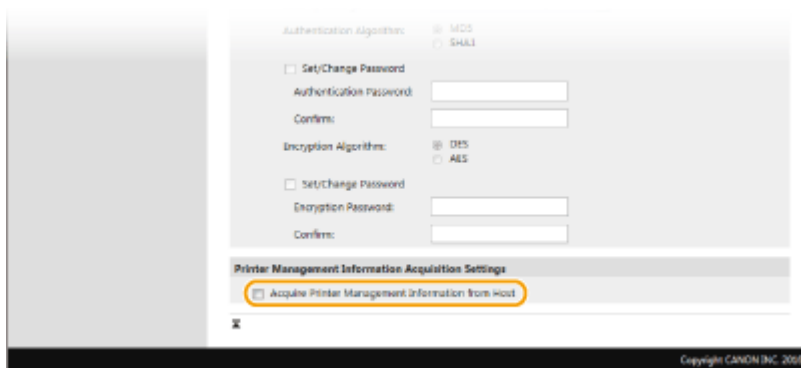 Authentication Algorithm:
MD5
SHA1
Set/Change Password
Authentication Password:
Confirm:
Encryption Algorithm:
DES
AES
Set/Change Password
Encryption Password:
Confirm:
Printer Management Information Acquisition Settings
Acquire Printer Management Information from Host
Copyright CANON INC.